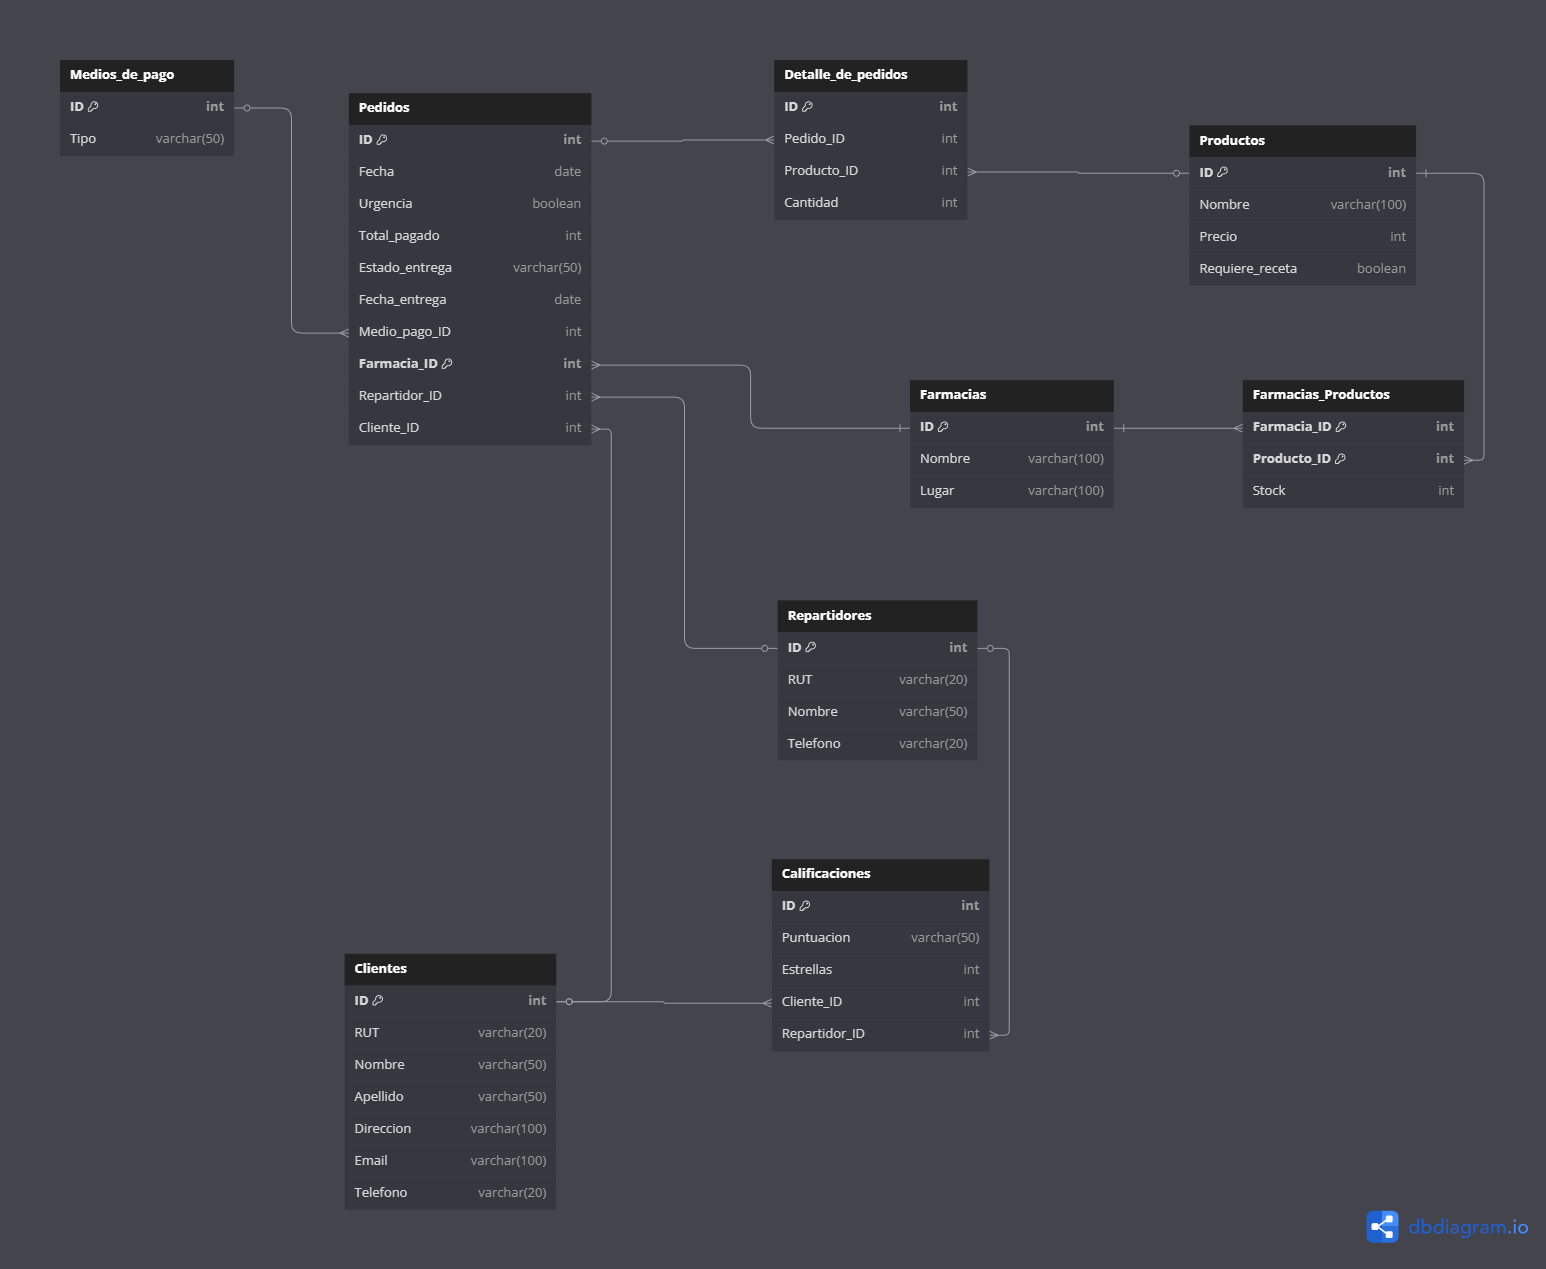 Medios_de_pago
ID int
Tipo varchar(50)
Pedidos
ID int
Fecha date
Urgencia boolean
Total_pagado int
Estado_entrega varchar(50)
Fecha_entrega date
Medio_pago_ID int
Farmacia_ID int
Repartidor_ID int
Cliente_ID int
Detalle_de_pedidos
ID int
Pedido_ID int
Producto_ID int
Cantidad int
Productos
ID int
Nombre varchar(100)
Precio int
Requiere_receta boolean
Farmacias
ID int
Nombre varchar(100)
Lugar varchar(100)
Farmacias_Productos
Farmacia_ID int
Producto_ID int
Stock int
Repartidores
ID int
RUT varchar(20)
Nombre varchar(50)
Telefono varchar(20)
Calificaciones
ID int
Puntuacion varchar(50)
Estrellas int
Cliente_ID int
Repartidor_ID int
Clientes
ID int
RUT varchar(20)
Nombre varchar(50)
Apellido varchar(50)
Direccion varchar(100)
Email varchar(100)
Telefono varchar(20)
dbdiagram.io